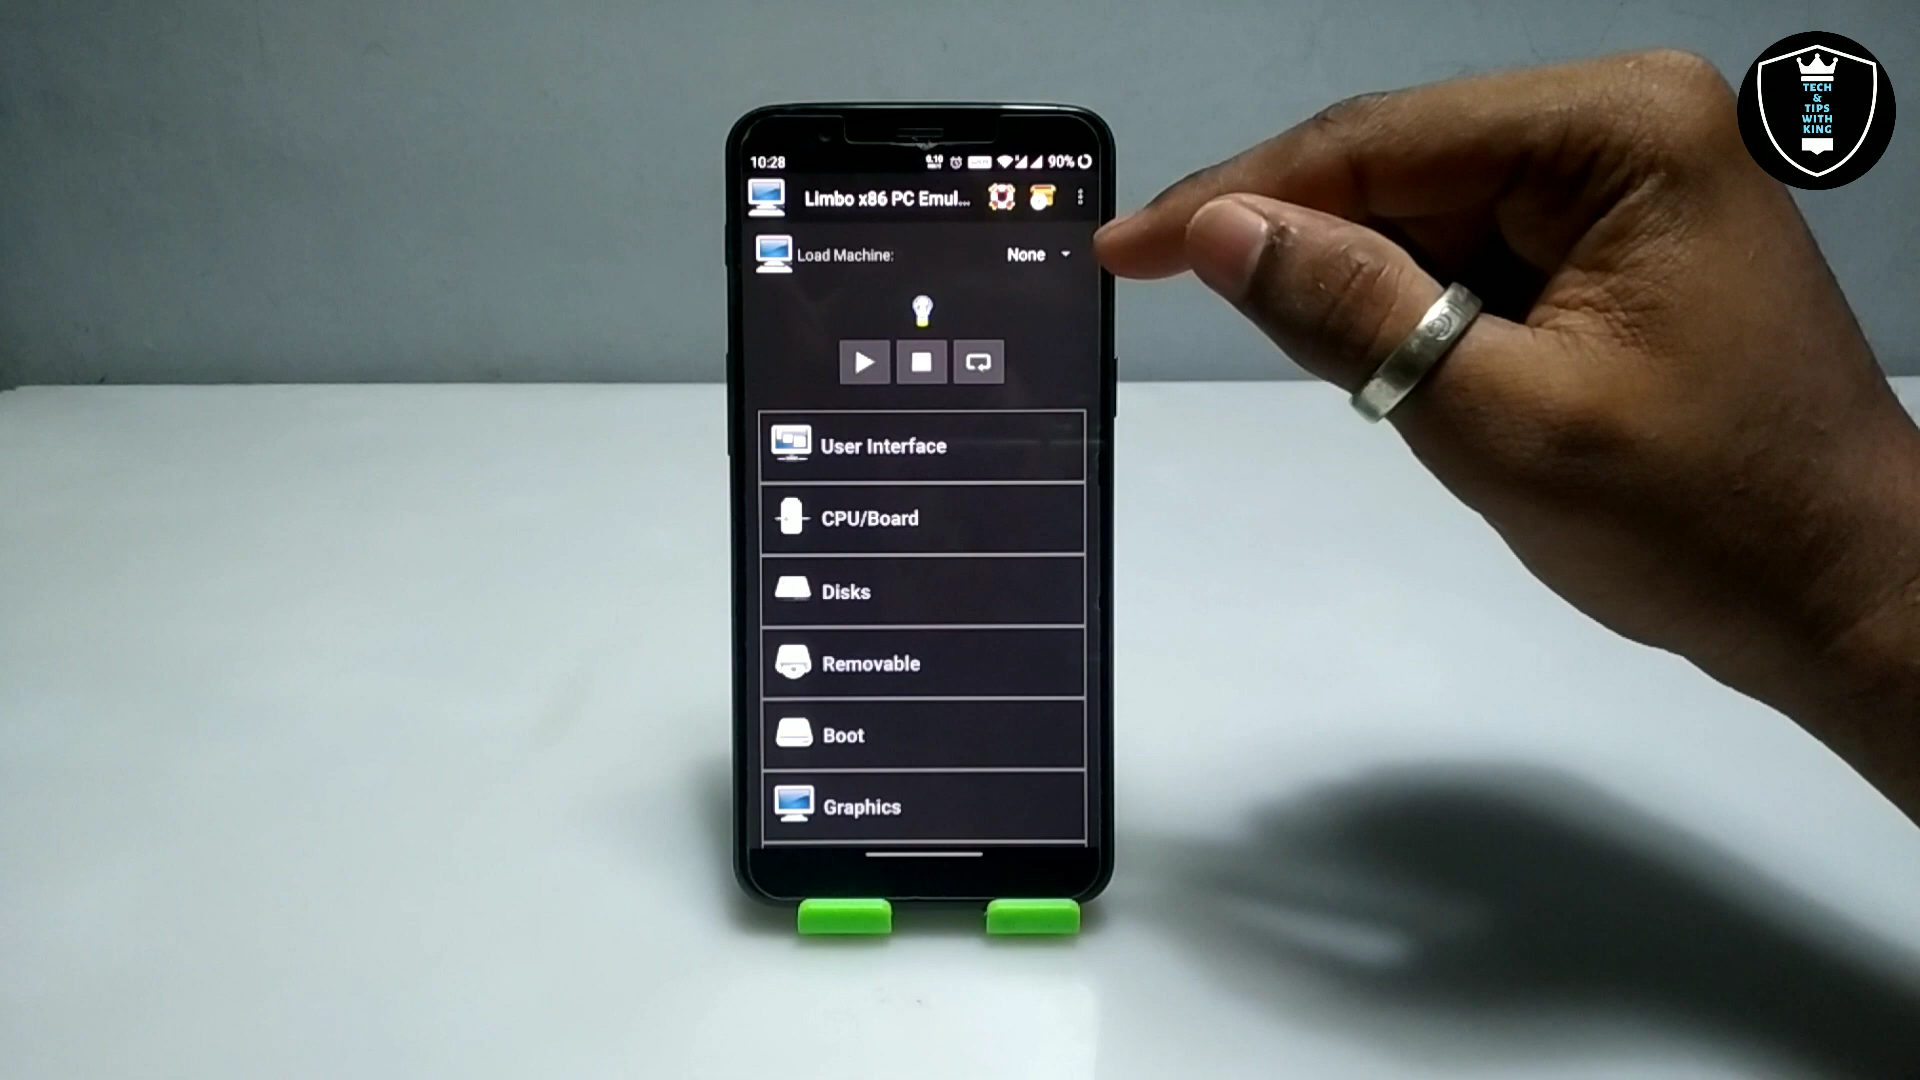 TECH
&
TIPS
WITH
KING
10:28
90%
Limbo x86 PC Emul...
Load Machine:
None
User Interface
CPU/Board
Disks
Removable
Boot
Graphics